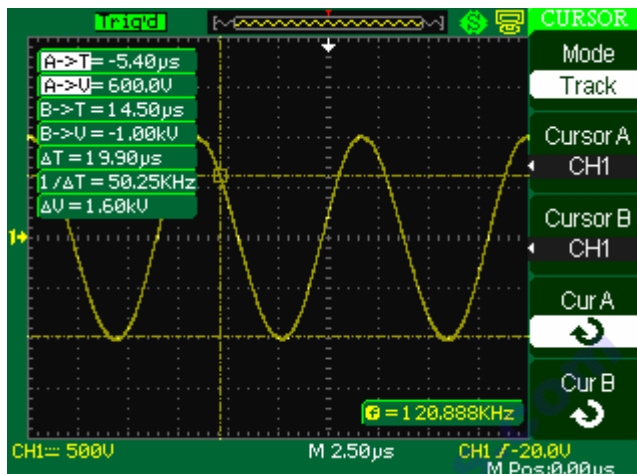 Trig'd
CURSOR
A->T= -5.40µs
A->V= 600.0V
B->T = 14.50µs
B->V = -1.00kV
ΔT = 19.90µs
1/ΔT = 50.25KHz
ΔV = 1.60kV
Mode
Track
Cursor A
CH1
Cursor B
CH1
Cur A
Cur B
1
f = 120.888KHz
CH1 500V
M 2.50µs
CH1 -20.0V
M Pos:0.00µs